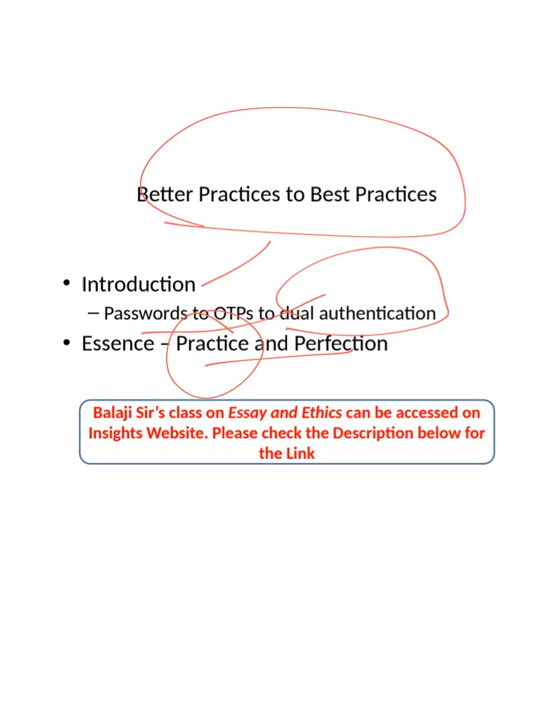 Better Practices to Best Practices
• Introduction
– Passwords to OTPs to dual authentication
• Essence – Practice and Perfection
Balaji Sir's class on Essay and Ethics can be accessed on
Insights Website. Please check the Description below for
the Link